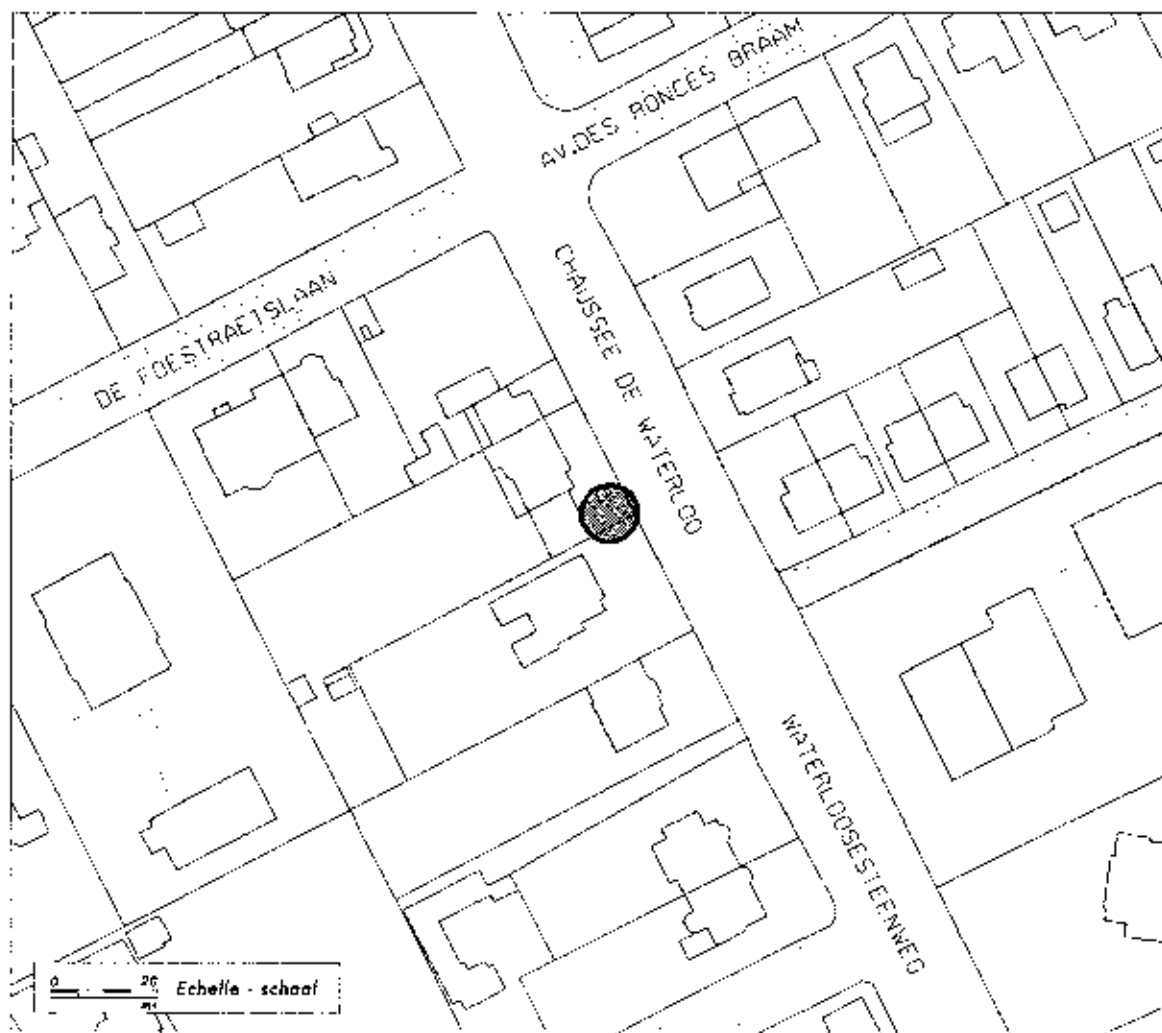 AV.DES RONCES BRAAM
CHAUSSEE DE WATERLOO
DE FOESTRAETSLAAN
WATERLOOSESTEENWEG
0 20 Echelle - schaal
m